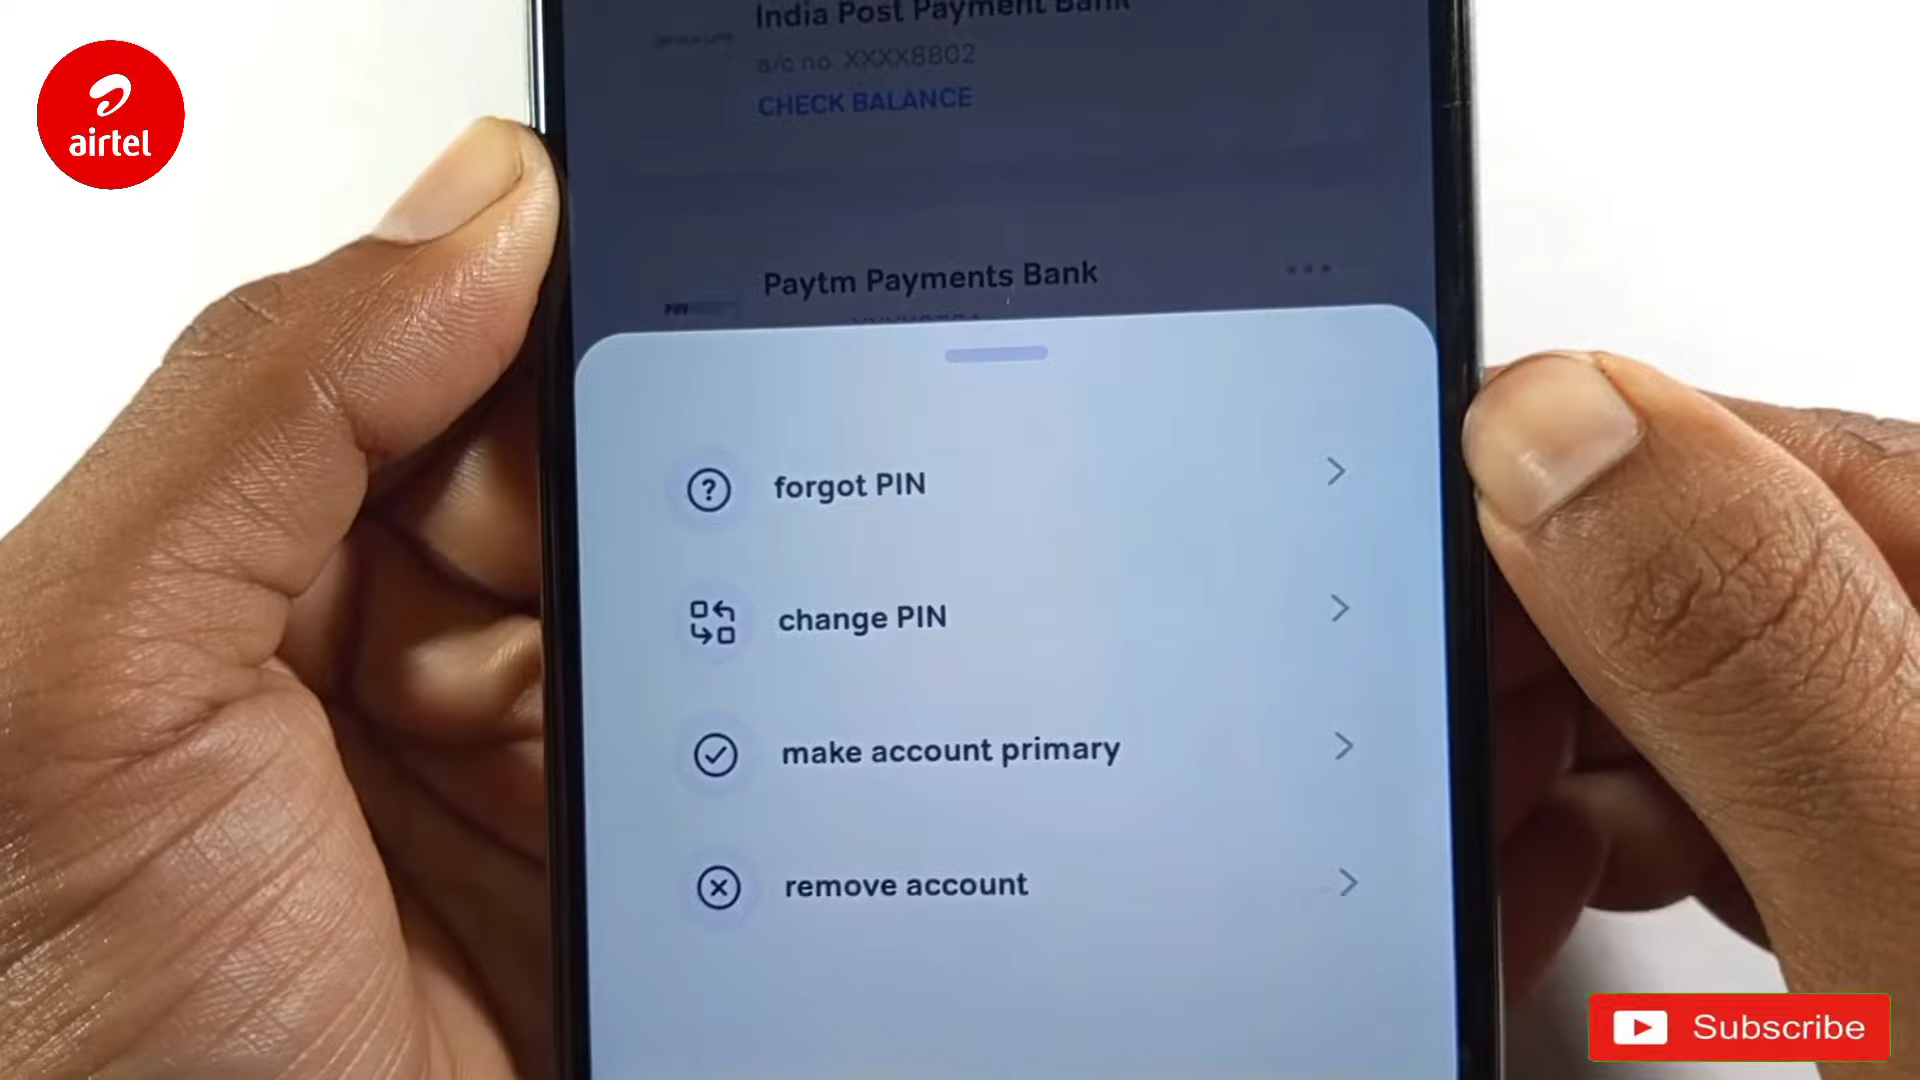 airtel
India Post Payment Bank
a/c no XXXX8802
CHECK BALANCE
Paytm Payments Bank
forgot PIN
change PIN
make account primary
remove account
Subscribe